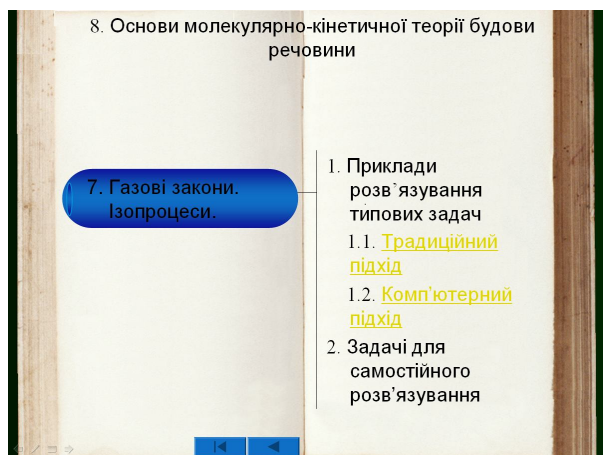 8. Основи молекулярно-кінетичної теорії будови
речовини
7. Газові закони.
Ізопроцеси.
1. Приклади
розв’язування
типових задач
1.1. Традиційний
підхід
1.2. Комп’ютерний
підхід
2. Задачі для
самостійного
розв’язування